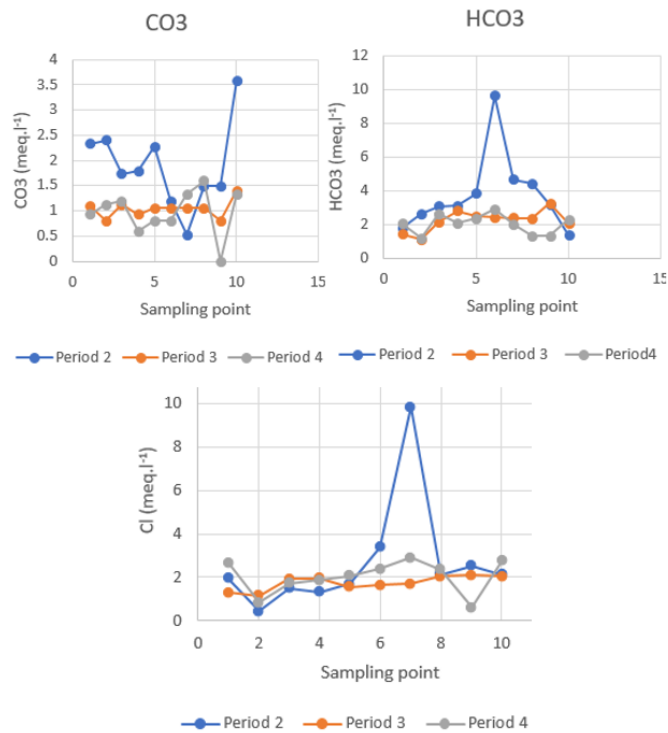 CO3
HCO3
4
3.5
3
2.5
2
1.5
1
0.5
0
CO3 (meq.l-1)
0 5 10 15
Sampling point
12
10
8
6
4
2
0
HCO3 (meq.l-1)
0 5 10 15
Sampling point
Period 2 Period 3 Period 4 Period 2 Period 3 Period4
10
8
6
4
2
0
Cl (meq.l-1)
0 2 4 6 8 10
Sampling point
Period 2 Period 3 Period 4